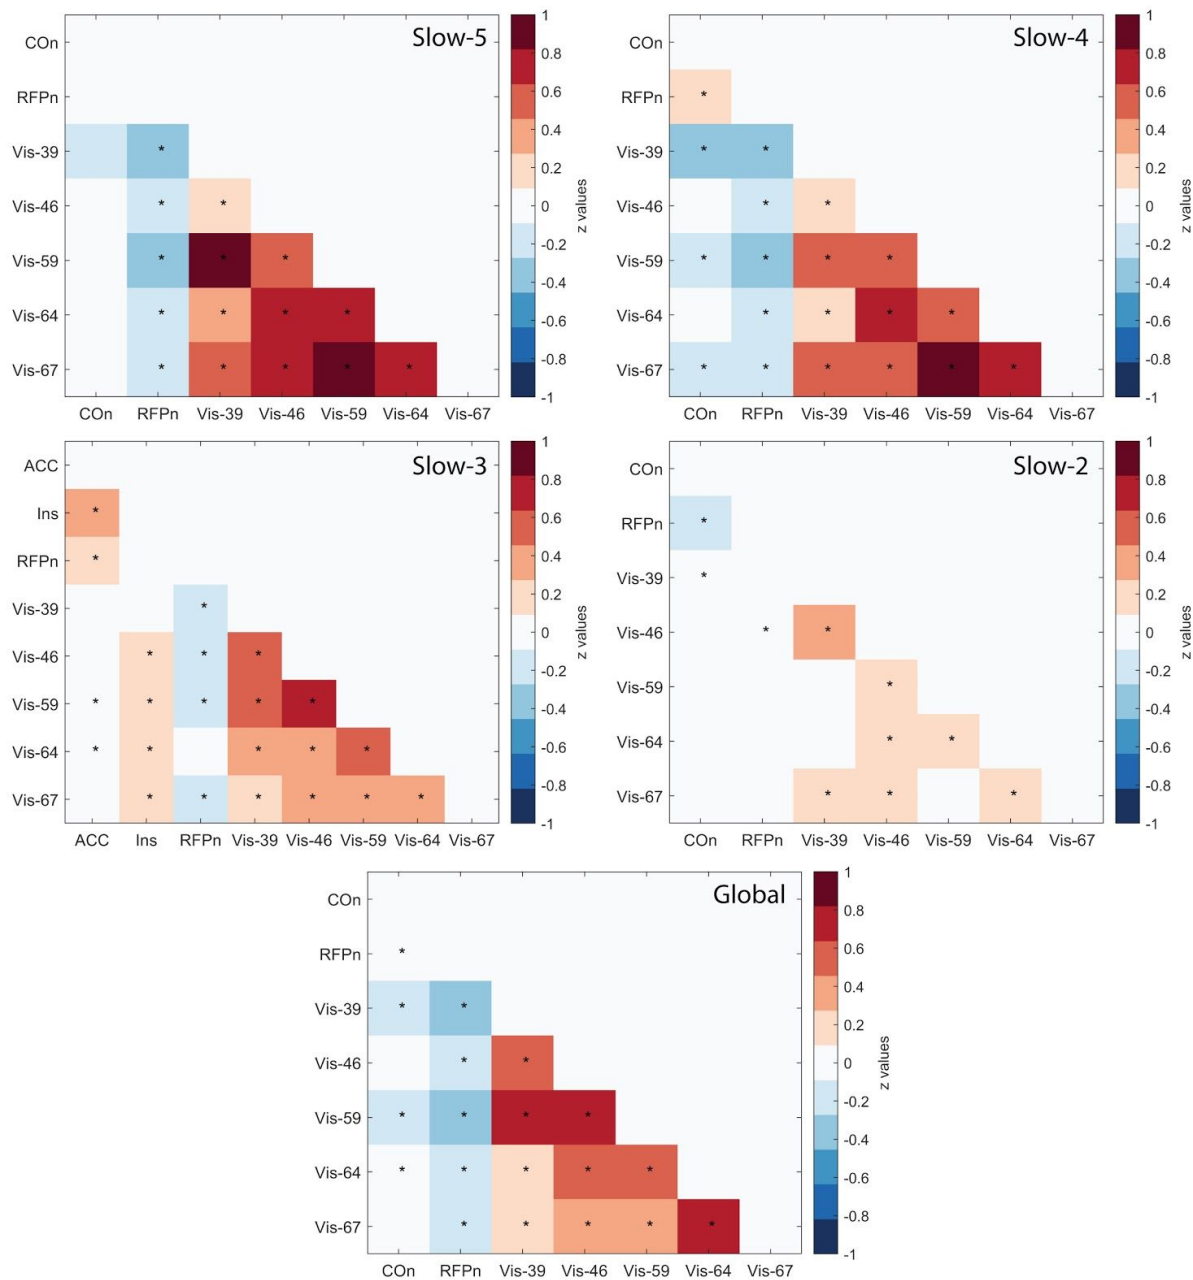 Slow-5
COn
RFPn
Vis-39 *
Vis-46 * *
Vis-59 * * *
Vis-64 * * * *
Vis-67 * * * * *
COn RFPn Vis-39 Vis-46 Vis-59 Vis-64 Vis-67
1
0.8
0.6
0.4
0.2
0
-0.2
-0.4
-0.6
-0.8
-1
z values
Slow-4
COn
RFPn *
Vis-39 * *
Vis-46 * *
Vis-59 * * * *
Vis-64 * * * *
Vis-67 * * * * * *
COn RFPn Vis-39 Vis-46 Vis-59 Vis-64 Vis-67
1
0.8
0.6
0.4
0.2
0
-0.2
-0.4
-0.6
-0.8
-1
z values
Slow-3
ACC
Ins *
RFPn *
Vis-39 *
Vis-46 * * *
Vis-59 * * * * *
Vis-64 * * * * *
Vis-67 * * * * * *
ACC Ins RFPn Vis-39 Vis-46 Vis-59 Vis-64 Vis-67
1
0.8
0.6
0.4
0.2
0
-0.2
-0.4
-0.6
-0.8
-1
z values
Slow-2
COn
RFPn *
Vis-39 *
Vis-46 * *
Vis-59 *
Vis-64 * *
Vis-67 * * *
COn RFPn Vis-39 Vis-46 Vis-59 Vis-64 Vis-67
1
0.8
0.6
0.4
0.2
0
-0.2
-0.4
-0.6
-0.8
-1
z values
Global
COn
RFPn *
Vis-39 * *
Vis-46 * *
Vis-59 * * * *
Vis-64 * * * * *
Vis-67 * * * * *
COn RFPn Vis-39 Vis-46 Vis-59 Vis-64 Vis-67
1
0.8
0.6
0.4
0.2
0
-0.2
-0.4
-0.6
-0.8
-1
z values